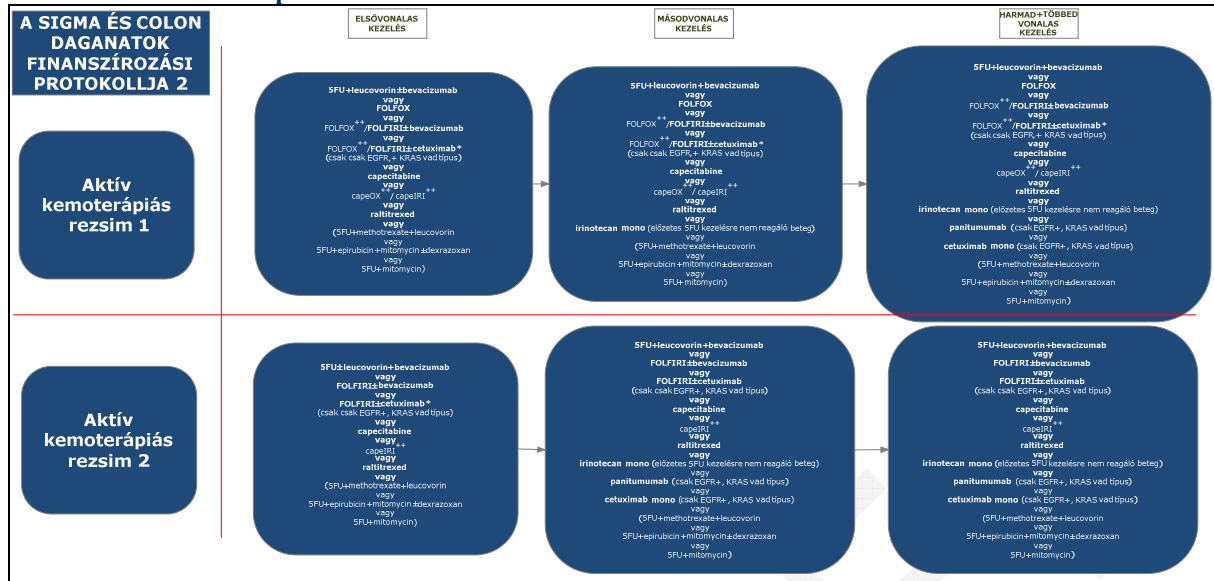 A SIGMA ÉS COLON
DAGANATOK
FINANSZÍROZÁSI
PROTOKOLLJA 2
ELSŐVONALAS
KEZELÉS
MÁSODVONALAS
KEZELÉS
HARMAD+TÖBBED
VONALAS
KEZELÉS
Aktív
kemoterápiás
rezsim 1
5FU+leucovorin±bevacizumab
vagy
FOLFOX
vagy
FOLFOX++/FOLFIRI±bevacizumab
vagy
FOLFOX++/FOLFIRI±cetuximab*
(csak csak EGFR,+ KRAS vad típus)
vagy
capecitabine
vagy
capeOX++/ capeIRI++
vagy
raltitrexed
vagy
(5FU+methotrexate+leucovorin
vagy
5FU+epirubicin+mitomycin±dexrazoxan
vagy
5FU+mitomycin)
5FU+leucovorin+bevacizumab
vagy
FOLFOX
vagy
FOLFOX++/FOLFIRI±bevacizumab
vagy
FOLFOX++/FOLFIRI±cetuximab*
(csak csak EGFR,+ KRAS vad típus)
vagy
capecitabine
vagy
capeOX++/ capeIRI++
vagy
raltitrexed
vagy
irinotecan mono (előzetes 5FU kezelésre nem reagáló beteg)
vagy
(5FU+methotrexate+leucovorin
vagy
5FU+epirubicin+mitomycin±dexrazoxan
vagy
5FU+mitomycin)
5FU+leucovorin+bevacizumab
vagy
FOLFOX
vagy
FOLFOX++/FOLFIRI±bevacizumab
vagy
FOLFOX++/FOLFIRI±cetuximab*
(csak csak EGFR,+ KRAS vad típus)
vagy
capecitabine
vagy
capeOX++/ capeIRI++
vagy
raltitrexed
vagy
irinotecan mono (előzetes 5FU kezelésre nem reagáló beteg)
vagy
panitumumab (csak EGFR+, KRAS vad típus)
vagy
cetuximab mono (csak EGFR+, KRAS vad típus)
vagy
(5FU+methotrexate+leucovorin
vagy
5FU+epirubicin+mitomycin±dexrazoxan
vagy
5FU+mitomycin)
Aktív
kemoterápiás
rezsim 2
5FU±leucovorin+bevacizumab
vagy
FOLFIRI±bevacizumab
vagy
FOLFIRI±cetuximab*
(csak csak EGFR+, KRAS vad típus)
vagy
capecitabine
vagy
capeIRI++
vagy
raltitrexed
vagy
(5FU+methotrexate+leucovorin
vagy
5FU+epirubicin+mitomycin±dexrazoxan
vagy
5FU+mitomycin)
5FU+leucovorin+bevacizumab
vagy
FOLFIRI±bevacizumab
vagy
FOLFIRI±cetuximab
(csak csak EGFR+, KRAS vad típus)
vagy
capecitabine
vagy
capeIRI++
vagy
raltitrexed
vagy
irinotecan mono (előzetes 5FU kezelésre nem reagáló beteg)
vagy
panitumumab (csak EGFR+, KRAS vad típus)
vagy
cetuximab mono (csak EGFR+, KRAS vad típus)
vagy
(5FU+methotrexate+leucovorin
vagy
5FU+epirubicin+mitomycin±dexrazoxan
vagy
5FU+mitomycin)
5FU+leucovorin+bevacizumab
vagy
FOLFIRI±bevacizumab
vagy
FOLFIRI±cetuximab
(csak csak EGFR+, KRAS vad típus)
vagy
capecitabine
vagy
capeIRI++
vagy
raltitrexed
vagy
irinotecan mono (előzetes 5FU kezelésre nem reagáló beteg)
vagy
panitumumab (csak EGFR+, KRAS vad típus)
vagy
cetuximab mono (csak EGFR+, KRAS vad típus)
vagy
(5FU+methotrexate+leucovorin
vagy
5FU+epirubicin+mitomycin±dexrazoxan
vagy
5FU+mitomycin)